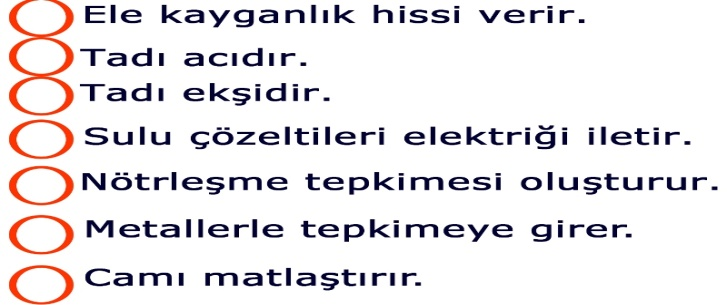 Ele kayganlık hissi verir.
Tadı acıdır.
Tadı ekşidir.
Sulu çözeltileri elektriği iletir.
Nötrleşme tepkimesi oluşturur.
Metallerle tepkimeye girer.
Camı matlaştırır.